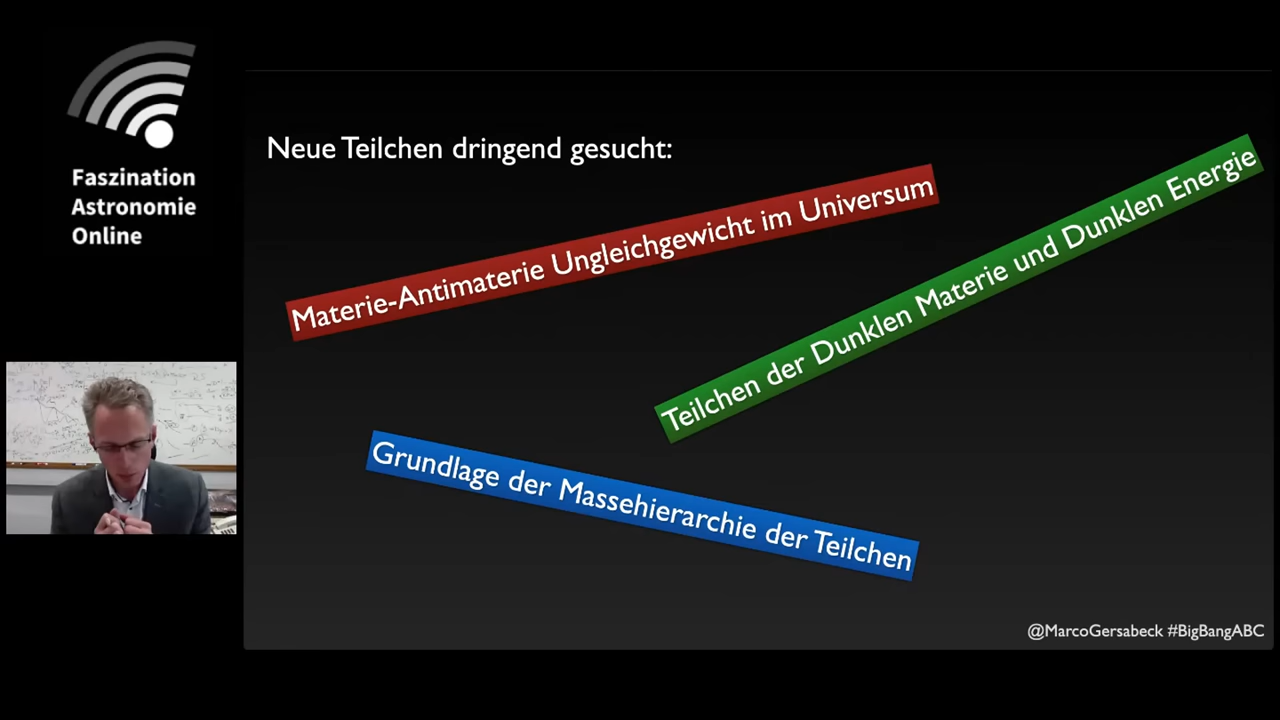 Faszination
Astronomie
Online
Neue Teilchen dringend gesucht:
Materie-Antimaterie Ungleichgewicht im Universum
Teilchen der Dunklen Materie und Dunklen Energie
Grundlage der Massehierarchie der Teilchen
@MarcoGersabeck #BigBangABC